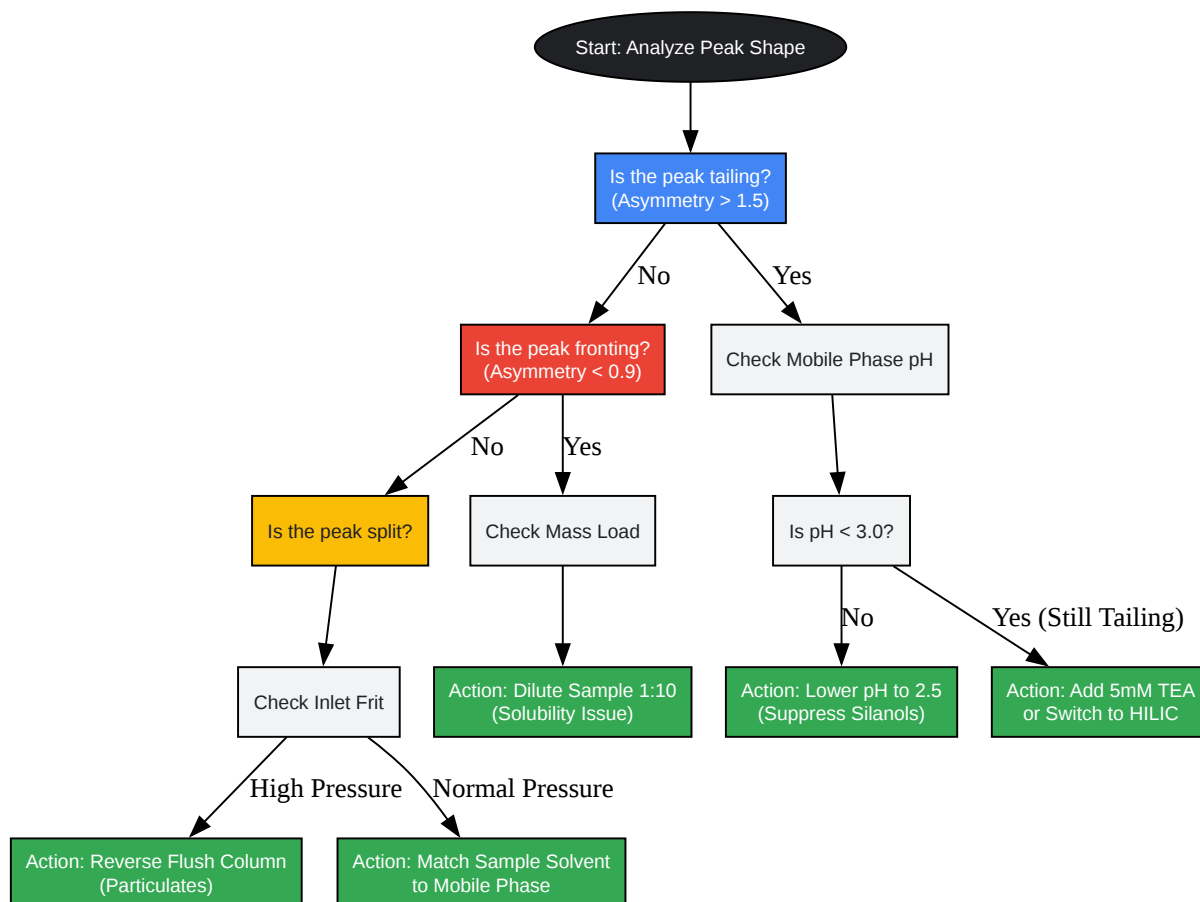 Start: Analyze Peak Shape
Is the peak tailing?
(Asymmetry > 1.5)
No
Yes
Is the peak fronting?
(Asymmetry < 0.9)
Check Mobile Phase pH
No
Yes
Is the peak split?
Check Mass Load
Is pH < 3.0?
No
Yes (Still Tailing)
Check Inlet Frit
Action: Dilute Sample 1:10
(Solubility Issue)
Action: Lower pH to 2.5
(Suppress Silanols)
Action: Add 5mM TEA
or Switch to HILIC
High Pressure
Normal Pressure
Action: Reverse Flush Column
(Particulates)
Action: Match Sample Solvent
to Mobile Phase